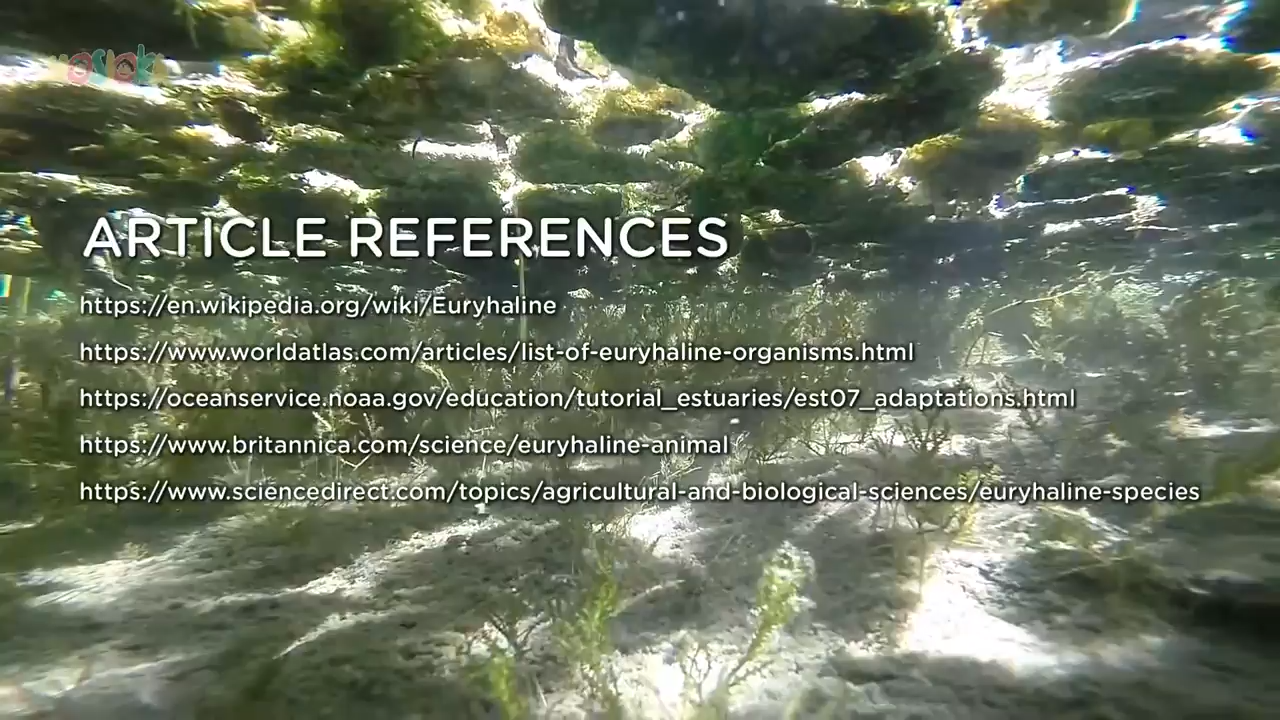 ARTICLE REFERENCES
https://en.wikipedia.org/wiki/Euryhaline
https://www.worldatlas.com/articles/list-of-euryhaline-organisms.html
https://oceanservice.noaa.gov/education/tutorial_estuaries/est07_adaptations.html
https://www.britannica.com/science/euryhaline-animal
https://www.sciencedirect.com/topics/agricultural-and-biological-sciences/euryhaline-species